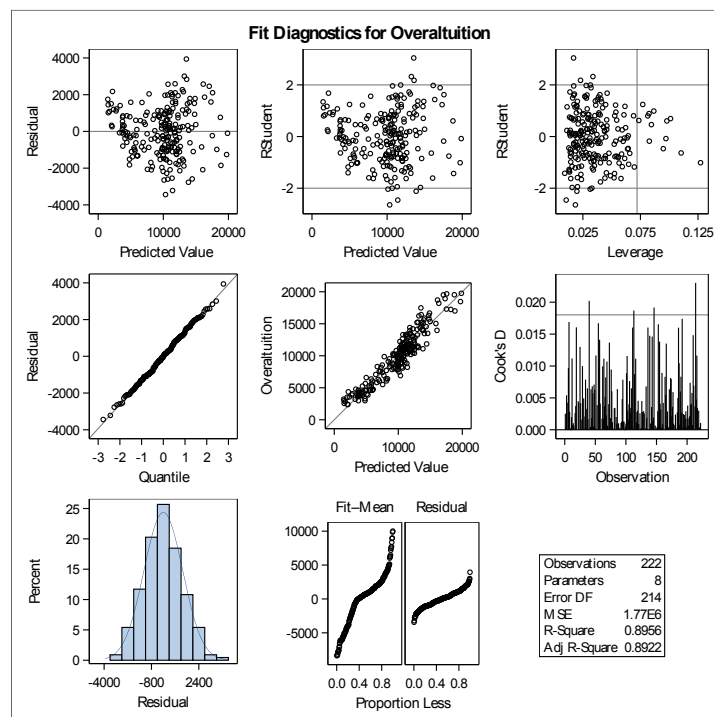 Fit Diagnostics for Overaltuition
4000
2000
0
-2000
-4000
Residual
0 10000 20000
Predicted Value
2
0
-2
RStudent
0 5000 10000 15000 20000
Predicted Value
2
0
-2
RStudent
0.025 0.075 0.125
Leverage
4000
2000
0
-2000
-4000
Residual
-3 -2 -1 0 1 2 3
Quantile
20000
15000
10000
5000
0
Overaltuition
0 10000 20000
Predicted Value
0.020
0.015
0.010
0.005
0.000
Cook's D
0 50 100 150 200
Observation
25
20
15
10
5
0
Percent
-4000 -800 2400
Residual
Fit–Mean Residual
10000
5000
0
-5000
0.0 0.4 0.8 0.0 0.4 0.8
Proportion Less
Observations 222
Parameters 8
Error DF 214
MSE 1.77E6
R-Square 0.8956
Adj R-Square 0.8922